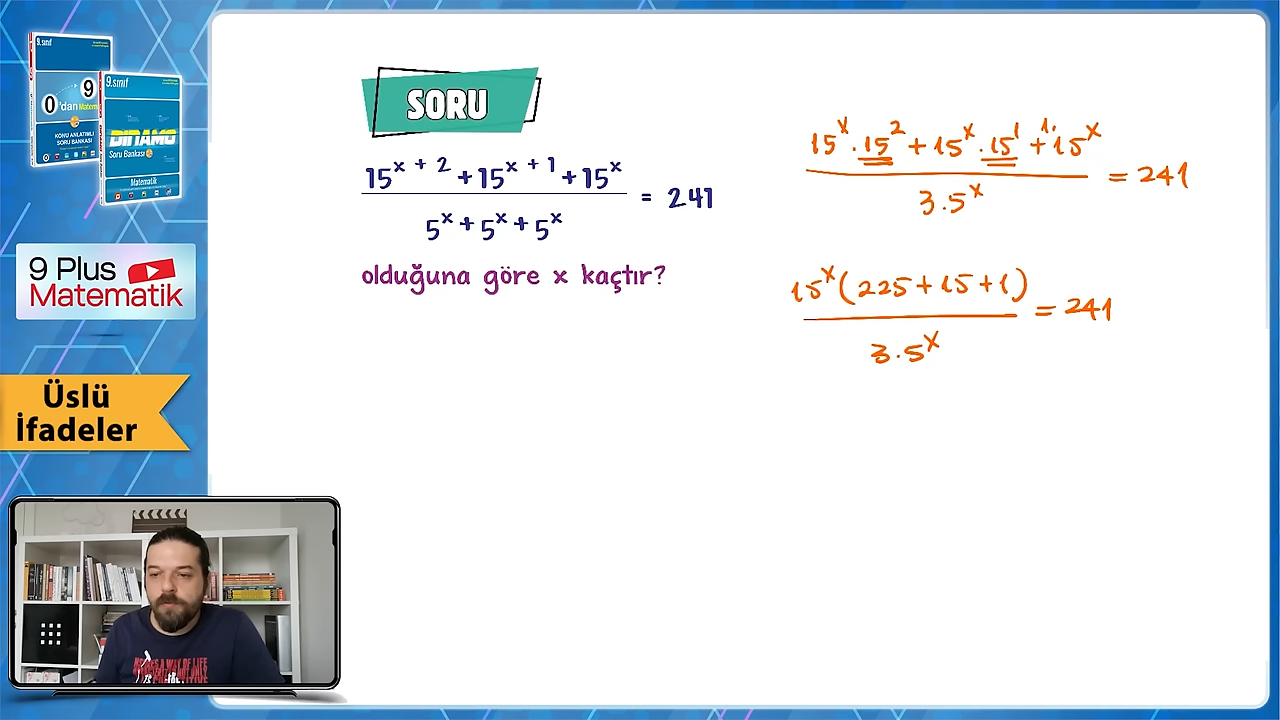 9.sınıf
0'dan 9 Matematik
KONU ANLATIMLI
SORU BANKASI
9.sınıf
DİNAMO
Soru Bankası
Matematik
9 Plus
Matematik
Üslü
İfadeler
SORU
15^(x + 2) + 15^(x + 1) + 15^x
= 241
5^x + 5^x + 5^x
olduğuna göre x kaçtır?
15^x . 15^2 + 15^x . 15^1 + 1. 15^x
= 241
3 . 5^x
15^x (225 + 15 + 1)
= 241
3 . 5^x